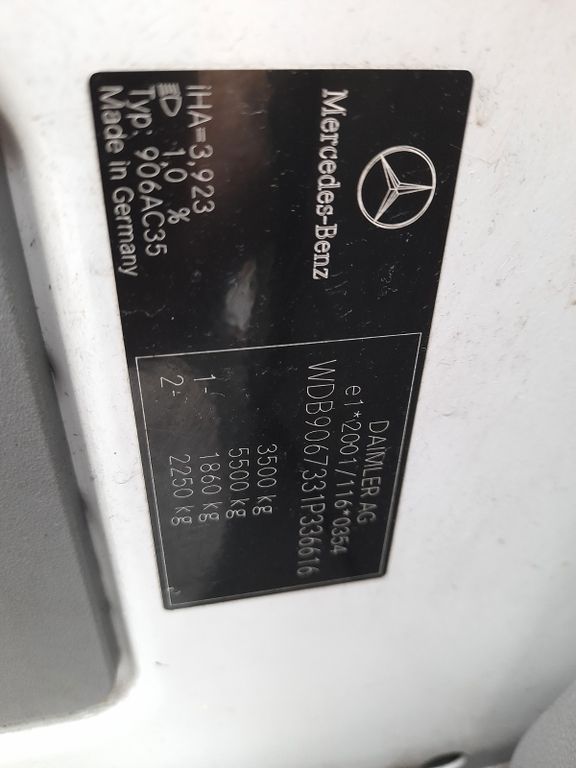 Mercedes-Benz
iHA=3,923
1,0 %
Typ: 906AC35
Made in Germany
DAIMLER AG
e1*2001/116*0354
WDB9067331P336616
3500 kg
5500 kg
1-( 1860 kg
2- 2250 kg